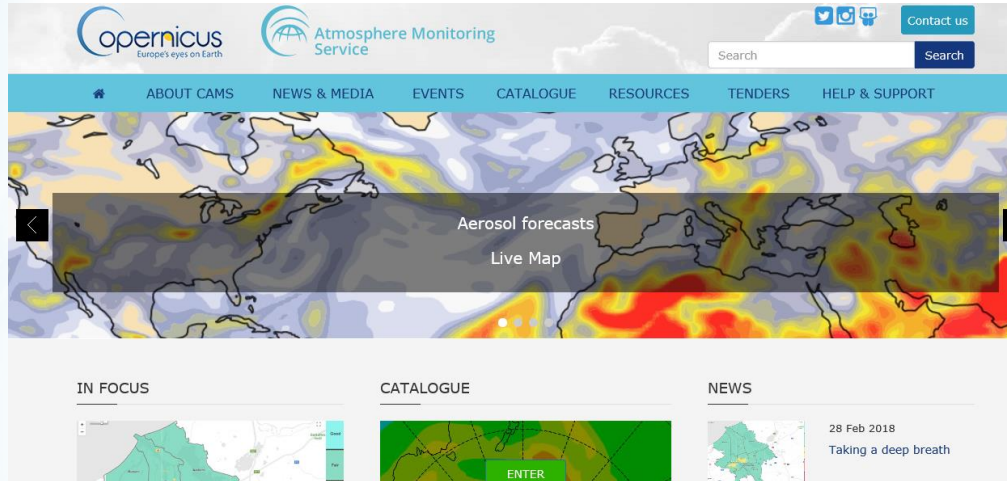 opernicus
Europe's eyes on Earth
Atmosphere Monitoring
Service
Contact us
Search
Search
ABOUT CAMS
NEWS & MEDIA
EVENTS
CATALOGUE
RESOURCES
TENDERS
HELP & SUPPORT
Aerosol forecasts
Live Map
IN FOCUS
CATALOGUE
ENTER
NEWS
28 Feb 2018
Taking a deep breath